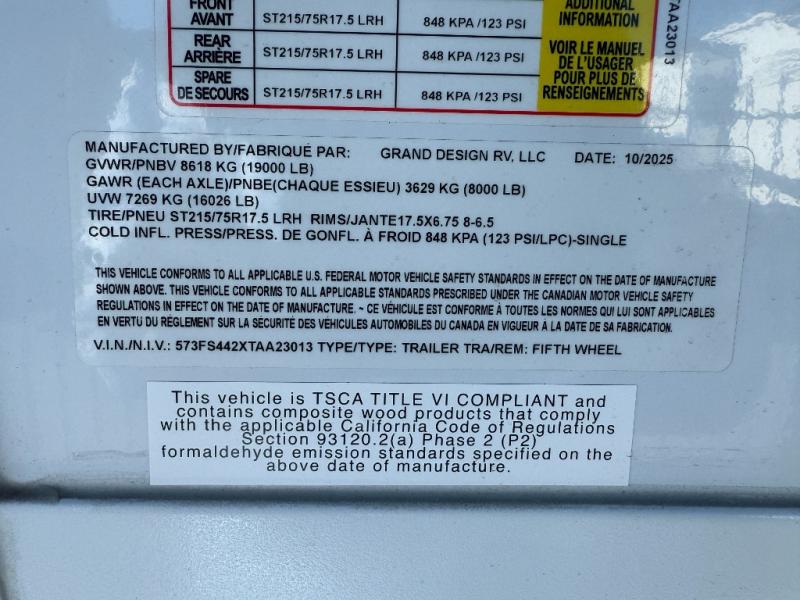 FRONT
AVANT
ST215/75R17.5 LRH
848 KPA /123 PSI
ADDITIONAL
INFORMATION
REAR
ARRIÈRE
ST215/75R17.5 LRH
848 KPA /123 PSI
VOIR LE MANUEL
DE L'USAGER
POUR PLUS DE
RENSEIGNEMENTS
SPARE
DE SECOURS
ST215/75R17.5 LRH
848 KPA /123 PSI
TAA23013
MANUFACTURED BY/FABRIQUÉ PAR: GRAND DESIGN RV, LLC DATE: 10/2025
GVWR/PNBV 8618 KG (19000 LB)
GAWR (EACH AXLE)/PNBE(CHAQUE ESSIEU) 3629 KG (8000 LB)
UVW 7269 KG (16026 LB)
TIRE/PNEU ST215/75R17.5 LRH RIMS/JANTE17.5X6.75 8-6.5
COLD INFL. PRESS/PRESS. DE GONFL. À FROID 848 KPA (123 PSI/LPC)-SINGLE
THIS VEHICLE CONFORMS TO ALL APPLICABLE U.S. FEDERAL MOTOR VEHICLE SAFETY STANDARDS IN EFFECT ON THE DATE OF MANUFACTURE
SHOWN ABOVE. THIS VEHICLE CONFORMS TO ALL APPLICABLE STANDARDS PRESCRIBED UNDER THE CANADIAN MOTOR VEHICLE SAFETY
REGULATIONS IN EFFECT ON THE DATE OF MANUFACTURE. ~ CE VÉHICULE EST CONFORME À TOUTES LES NORMES QUI LUI SONT APPLICABLES
EN VERTU DU RÈGLEMENT SUR LA SÉCURITÉ DES VÉHICULES AUTOMOBILES DU CANADA EN VIGUEUR À LA DATE DE SA FABRICATION.
V.I.N./N.I.V.: 573FS442XTAA23013 TYPE/TYPE: TRAILER TRA/REM: FIFTH WHEEL
This vehicle is TSCA TITLE VI COMPLIANT and
contains composite wood products that comply
with the applicable California Code of Regulations
Section 93120.2(a) Phase 2 (P2)
formaldehyde emission standards specified on the
above date of manufacture.